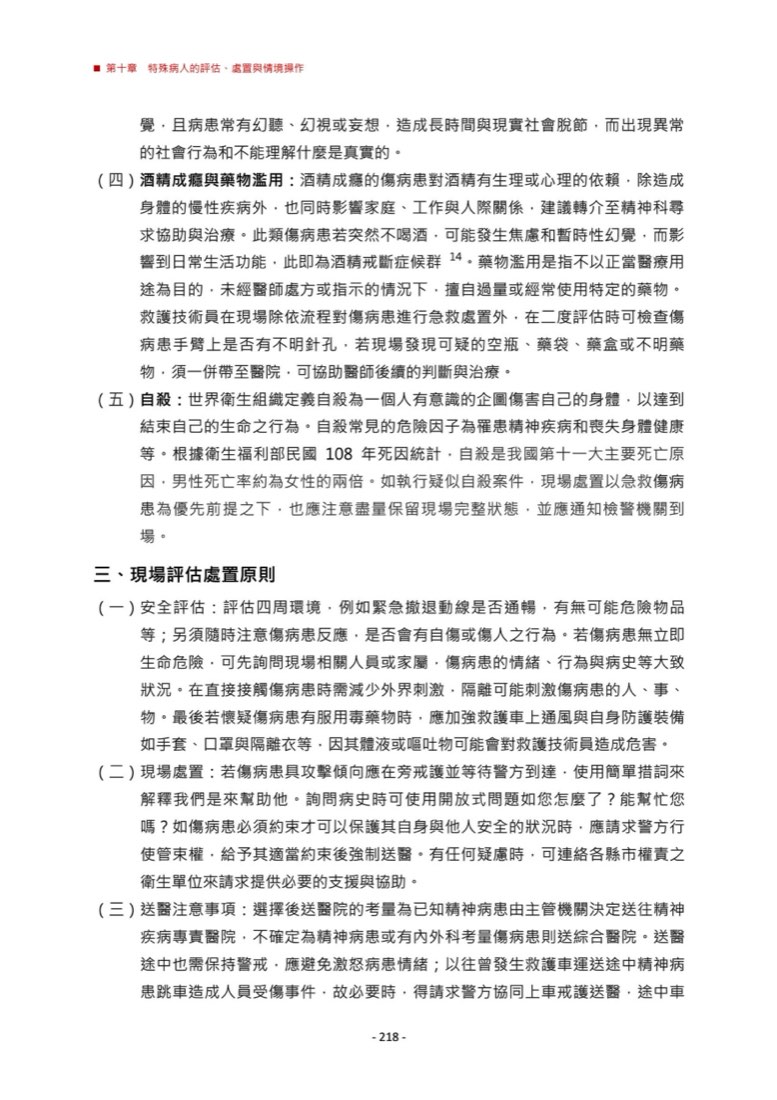 ■ 第十章 特殊病人的評估、處置與情境操作
覺，且病患常有幻聽、幻視或妄想，造成長時間與現實社會脫節，而出現異常
的社會行為和不能理解什麼是真實的。
（四）酒精成癮與藥物濫用：酒精成癮的傷病患對酒精有生理或心理的依賴，除造成
身體的慢性疾病外，也同時影響家庭、工作與人際關係，建議轉介至精神科尋
求協助與治療。此類傷病患若突然不喝酒，可能發生焦慮和暫時性幻覺，而影
響到日常生活功能，此即為酒精戒斷症候群 14。藥物濫用是指不以正當醫療用
途為目的，未經醫師處方或指示的情況下，擅自過量或經常使用特定的藥物。
救護技術員在現場除依流程對傷病患進行急救處置外，在二度評估時可檢查傷
病患手臂上是否有不明針孔，若現場發現可疑的空瓶、藥袋、藥盒或不明藥
物，須一併帶至醫院，可協助醫師後續的判斷與治療。
（五）自殺：世界衛生組織定義自殺為一個人有意識的企圖傷害自己的身體，以達到
結束自己的生命之行為。自殺常見的危險因子為罹患精神疾病和喪失身體健康
等。根據衛生福利部民國 108 年死因統計，自殺是我國第十一大主要死亡原
因，男性死亡率約為女性的兩倍。如執行疑似自殺案件，現場處置以急救傷病
患為優先前提之下，也應注意盡量保留現場完整狀態，並應通知檢警機關到
場。
三、現場評估處置原則
（一）安全評估：評估四周環境，例如緊急撤退動線是否通暢，有無可能危險物品
等；另須隨時注意傷病患反應，是否會有自傷或傷人之行為。若傷病患無立即
生命危險，可先詢問現場相關人員或家屬，傷病患的情緒、行為與病史等大致
狀況。在直接接觸傷病患時需減少外界刺激，隔離可能刺激傷病患的人、事、
物。最後若懷疑傷病患有服用毒藥物時，應加強救護車上通風與自身防護裝備
如手套、口罩與隔離衣等，因其體液或嘔吐物可能會對救護技術員造成危害。
（二）現場處置：若傷病患具攻擊傾向應在旁戒護並等待警方到達，使用簡單措詞來
解釋我們是來幫助他。詢問病史時可使用開放式問題如您怎麼了？能幫忙您
嗎？如傷病患必須約束才可以保護其自身與他人安全的狀況時，應請求警方行
使管束權，給予其適當約束後強制送醫。有任何疑慮時，可連絡各縣市權責之
衛生單位來請求提供必要的支援與協助。
（三）送醫注意事項：選擇後送醫院的考量為已知精神病患由主管機關決定送往精神
疾病專責醫院，不確定為精神病患或有內外科考量傷病患則送綜合醫院。送醫
途中也需保持警戒，應避免激怒病患情緒；以往曾發生救護車運送途中精神病
患跳車造成人員受傷事件，故必要時，得請求警方協同上車戒護送醫，途中車
- 218 -